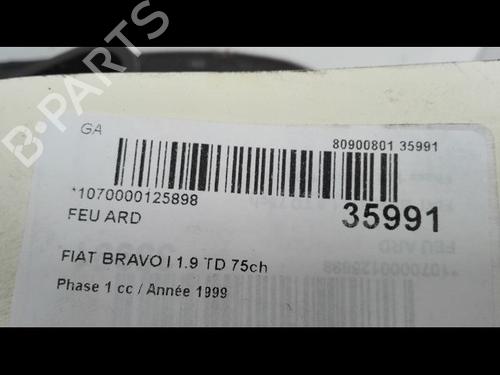 GA
80900801 35991
*1070000125898
35991
FEU ARD
FIAT BRAVO I 1.9 TD 75ch
Phase 1 cc / Année 1999
B-PARTS